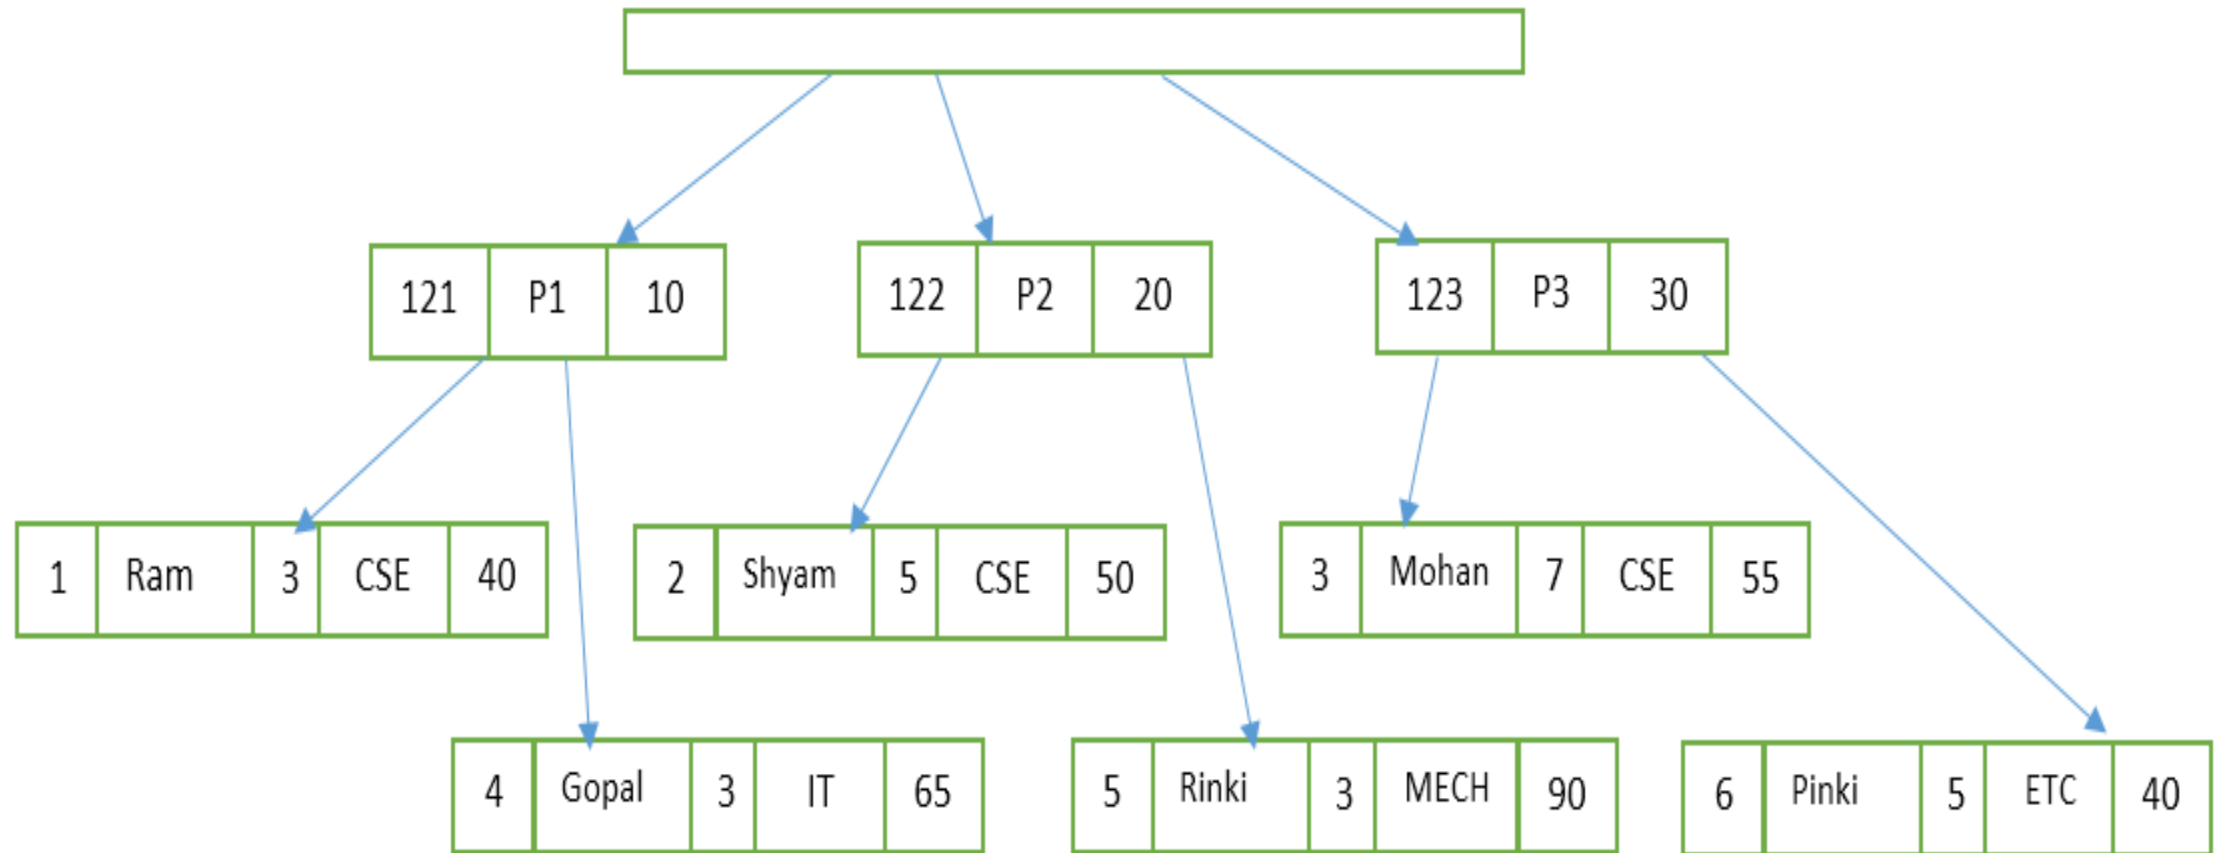 121 P1 10
122 P2 20
123 P3 30
1 Ram 3 CSE 40
2 Shyam 5 CSE 50
3 Mohan 7 CSE 55
4 Gopal 3 IT 65
5 Rinki 3 MECH 90
6 Pinki 5 ETC 40